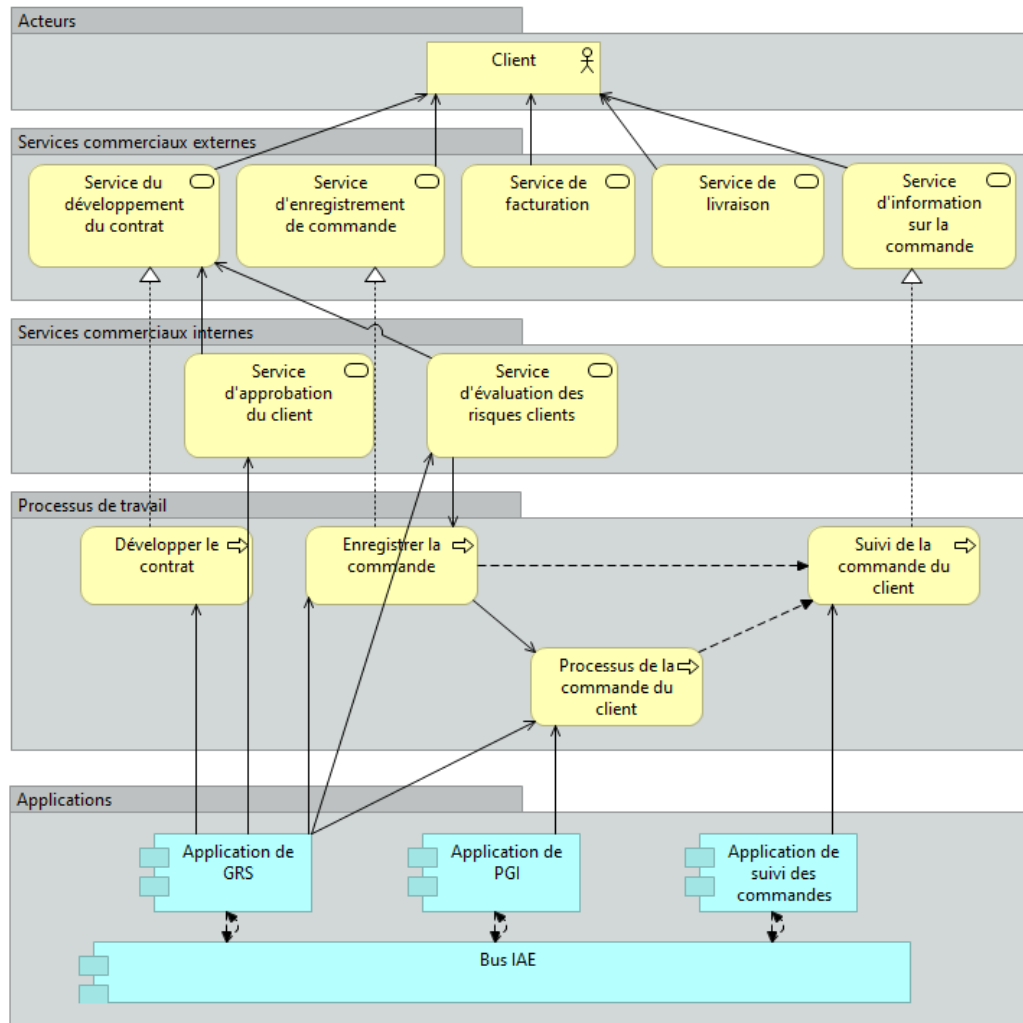 Acteurs
Client
Services commerciaux externes
Service du
développement
du contrat
Service
d'enregistrement
de commande
Service de
facturation
Service de
livraison
Service
d'information
sur la
commande
Services commerciaux internes
Service
d'approbation
du client
Service
d'évaluation des
risques clients
Processus de travail
Développer le
contrat
Enregistrer la
commande
Suivi de la
commande du
client
Processus de la
commande du
client
Applications
Application de
GRS
Application de
PGI
Application de
suivi des
commandes
Bus IAE